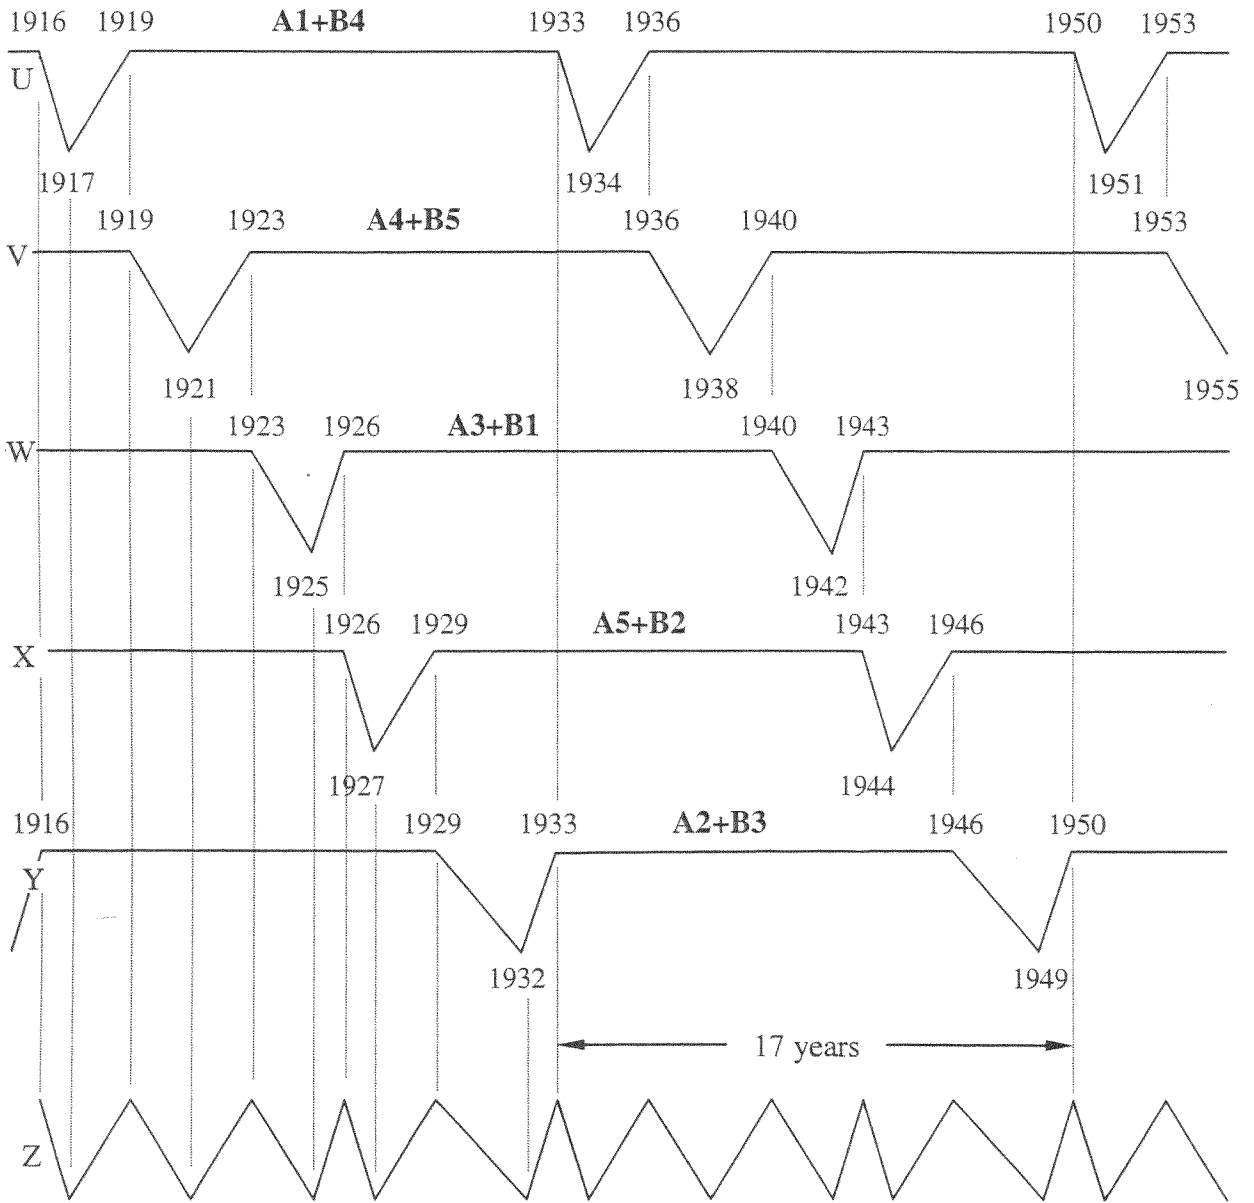 1916 1919 A1+B4 1933 1936 1950 1953
U
1917 1934 1951
1919 1923 A4+B5 1936 1940 1953
V
1921 1938 1955
1923 1926 A3+B1 1940 1943
W
1925 1942
1926 1929 A5+B2 1943 1946
X
1927 1944
1916 1929 1933 A2+B3 1946 1950
Y
1932 1949
17 years
Z